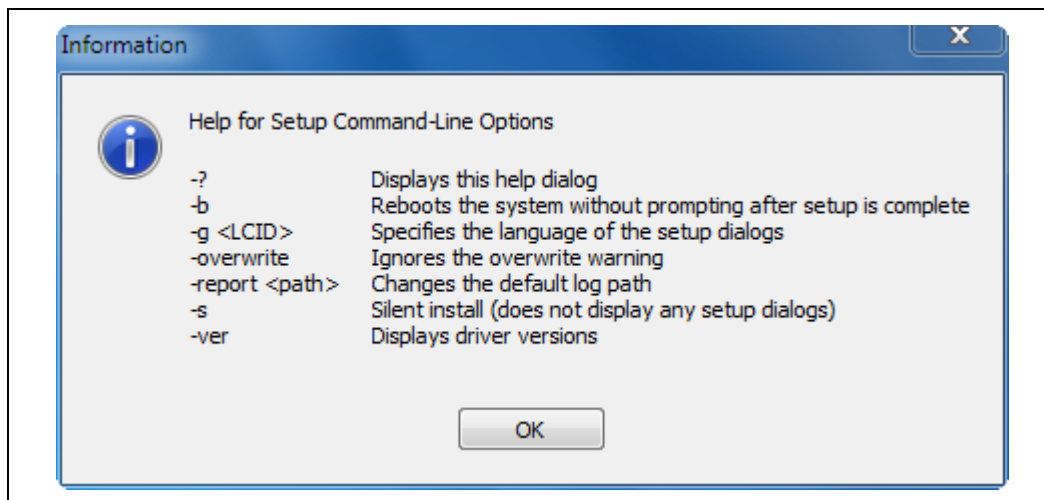 Information
Help for Setup Command-Line Options
-? Displays this help dialog
-b Reboots the system without prompting after setup is complete
-g <LCID> Specifies the language of the setup dialogs
-overwrite Ignores the overwrite warning
-report <path> Changes the default log path
-s Silent install (does not display any setup dialogs)
-ver Displays driver versions
OK